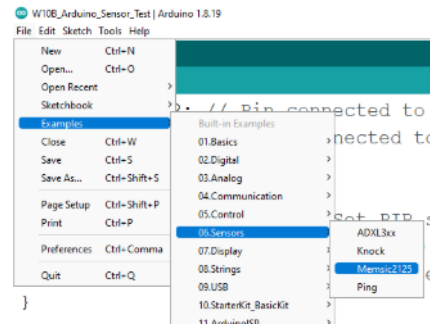 W10B_Arduino_Sensor_Test | Arduino 1.8.19
File Edit Sketch Tools Help
New Ctrl+N
Open... Ctrl+O
Open Recent >
Sketchbook >
Examples
Close Ctrl+W
Save Ctrl+S
Save As... Ctrl+Shift+S
Page Setup Ctrl+Shift+P
Print Ctrl+P
Preferences Ctrl+Comma
Quit Ctrl+Q
Built-in Examples
01.Basics >
02.Digital >
03.Analog >
04.Communication >
05.Control >
06.Sensors
07.Display >
08.Strings >
09.USB >
10.StarterKit_BasicKit >
11.ArduinoISP >
ADXL3xx
Knock
Memsic2125
Ping
; // Pin connected to
nected to
Set PIR
}